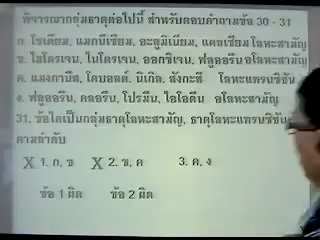 พิจารณากลุ่มธาตุต่อไปนี้ สำหรับตอบคำถามข้อ 30 - 31
ก. โซเดียม, แมกนีเซียม, อะลูมิเนียม, แคลเซียม โลหะสามัญ
ข. ไฮโดรเจน, ไนโตรเจน, ออกซิเจน, ฟลูออรีน อโลหะสามัญ
ค. แมงกานีส, โคบอลต์, นิเกิล, สังกะสี โลหะแทรนซิชัน
ง. ฟลูออรีน, คลอรีน, โบรมีน, ไอโอดีน อโลหะสามัญ
31. ข้อใดเป็นกลุ่มธาตุโลหะสามัญ, ธาตุโลหะแทรนซิชัน
ตามลำดับ
X 1. ก, ข X 2. ข, ค 3. ค, ง
ข้อ 1 ผิด ข้อ 2 ผิด